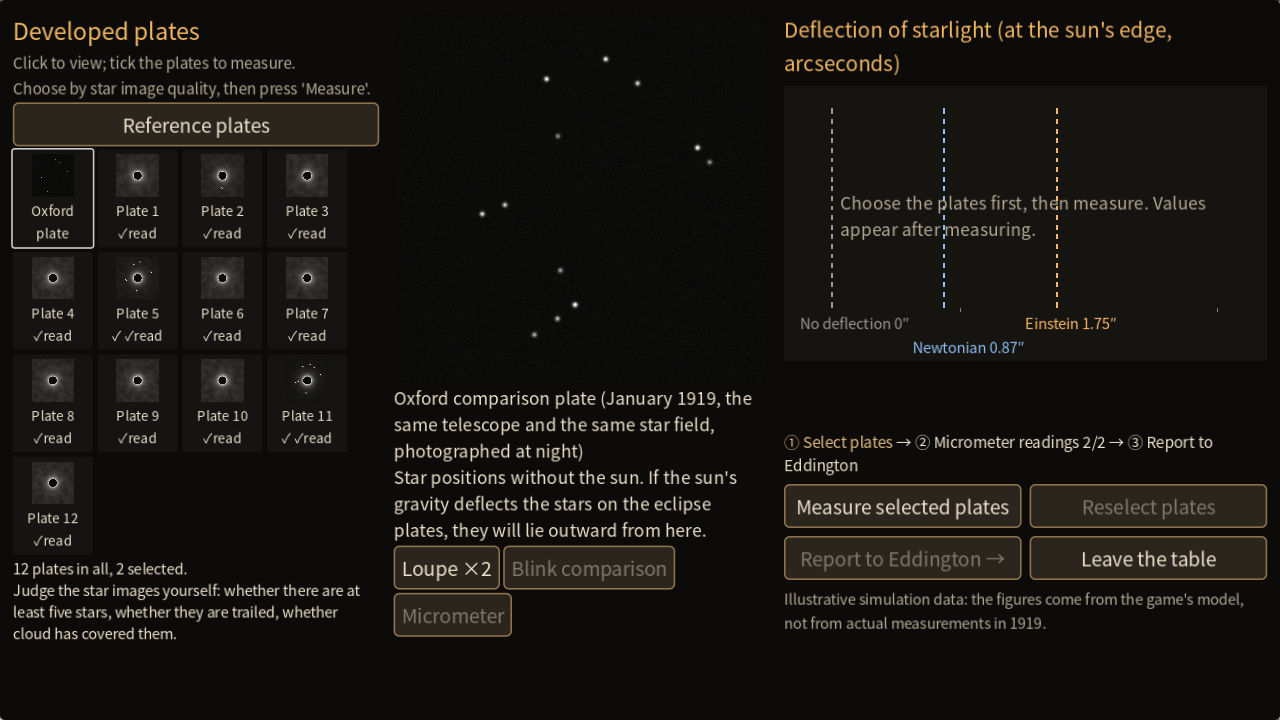 Developed plates
Click to view; tick the plates to measure.
Choose by star image quality, then press 'Measure'.
Reference plates
Oxford
plate
Plate 1
✓read
Plate 2
✓read
Plate 3
✓read
Plate 4
✓read
Plate 5
✓ ✓read
Plate 6
✓read
Plate 7
✓read
Plate 8
✓read
Plate 9
✓read
Plate 10
✓read
Plate 11
✓ ✓read
Plate 12
✓read
12 plates in all, 2 selected.
Judge the star images yourself: whether there are at
least five stars, whether they are trailed, whether
cloud has covered them.
Oxford comparison plate (January 1919, the
same telescope and the same star field,
photographed at night)
Star positions without the sun. If the sun's
gravity deflects the stars on the eclipse
plates, they will lie outward from here.
Loupe ×2
Blink comparison
Micrometer
Deflection of starlight (at the sun's edge,
arcseconds)
Choose the plates first, then measure. Values
appear after measuring.
No deflection 0″
Einstein 1.75″
Newtonian 0.87″
① Select plates → ② Micrometer readings 2/2 → ③ Report to
Eddington
Measure selected plates
Reselect plates
Report to Eddington →
Leave the table
Illustrative simulation data: the figures come from the game's model,
not from actual measurements in 1919.